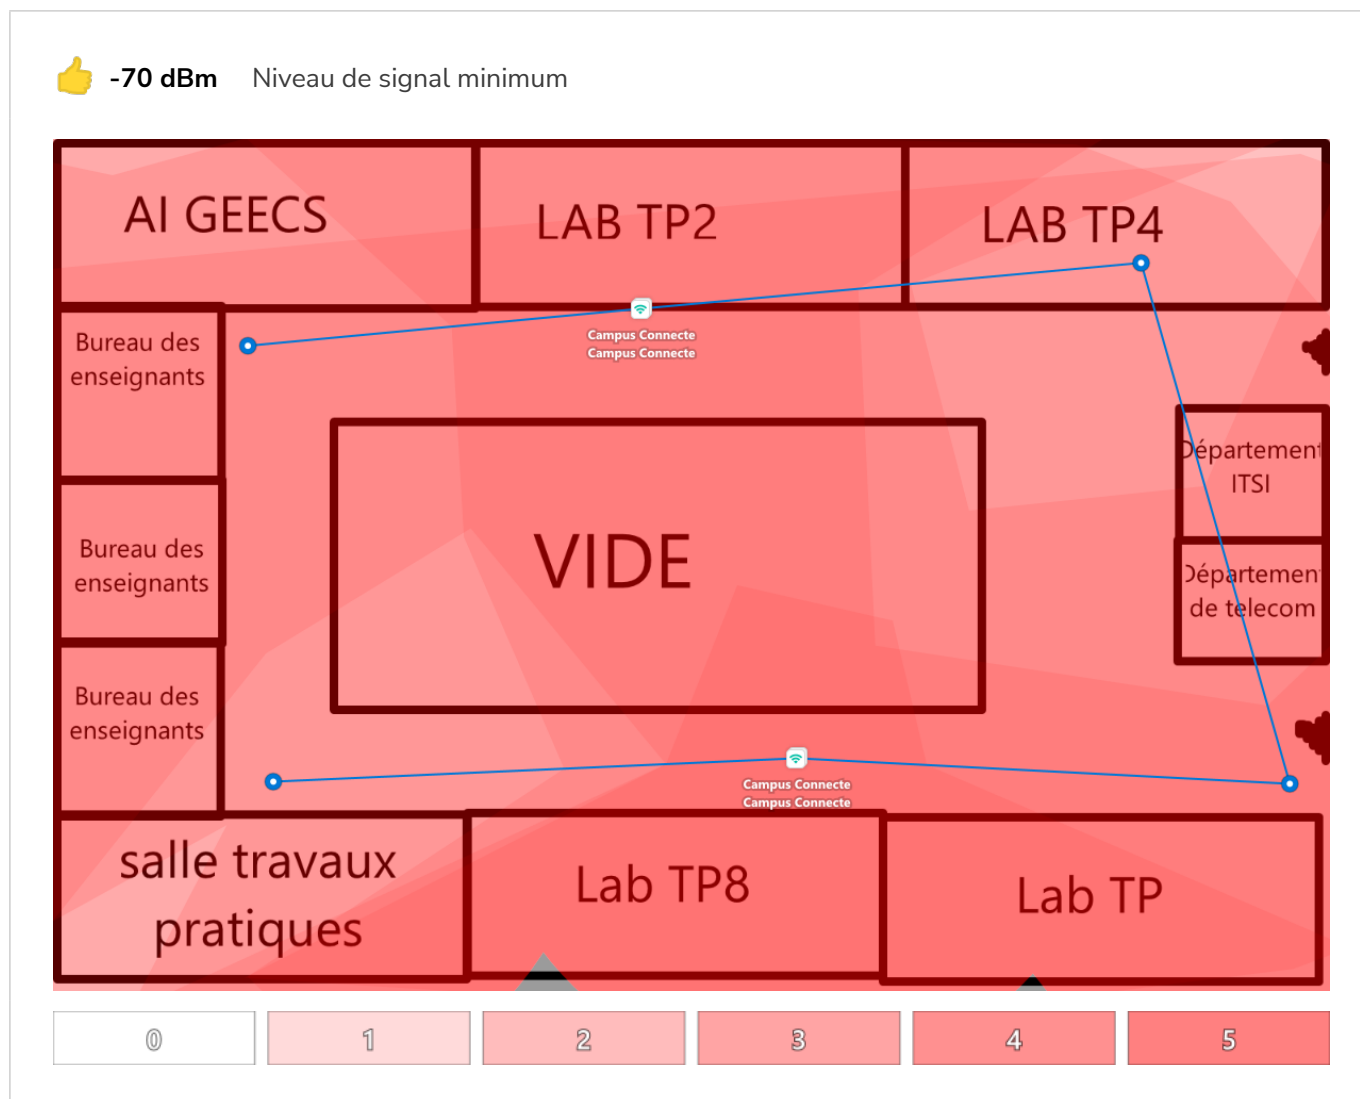 -70 dBm Niveau de signal minimum
AI GEECS
LAB TP2
LAB TP4
Bureau des
enseignants
Campus Connecte
Campus Connecte
Département
ITSI
VIDE
Bureau des
enseignants
Départemen
de telecom
Bureau des
enseignants
Campus Connecte
Campus Connecte
salle travaux
pratiques
Lab TP8
Lab TP
0 1 2 3 4 5